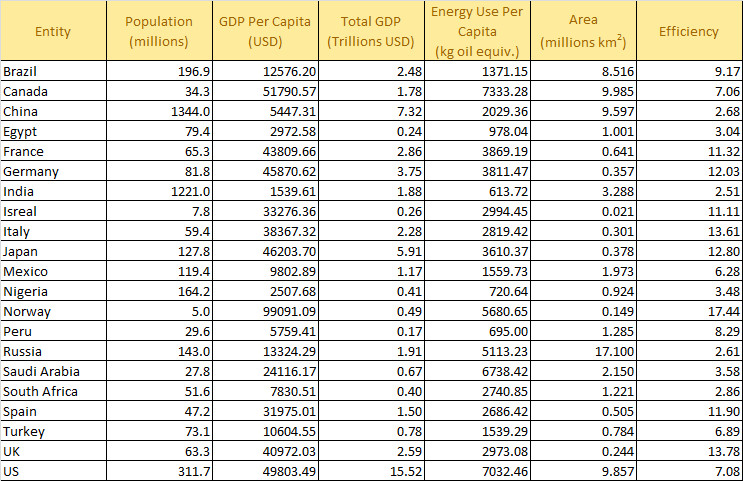 Entity Population (millions) GDP Per Capita (USD) Total GDP (Trillions USD) Energy Use Per Capita (kg oil equiv.) Area (millions km²) Efficiency
Brazil 196.9 12576.20 2.48 1371.15 8.516 9.17
Canada 34.3 51790.57 1.78 7333.28 9.985 7.06
China 1344.0 5447.31 7.32 2029.36 9.597 2.68
Egypt 79.4 2972.58 0.24 978.04 1.001 3.04
France 65.3 43809.66 2.86 3869.19 0.641 11.32
Germany 81.8 45870.62 3.75 3811.47 0.357 12.03
India 1221.0 1539.61 1.88 613.72 3.288 2.51
Isreal 7.8 33276.36 0.26 2994.45 0.021 11.11
Italy 59.4 38367.32 2.28 2819.42 0.301 13.61
Japan 127.8 46203.70 5.91 3610.37 0.378 12.80
Mexico 119.4 9802.89 1.17 1559.73 1.973 6.28
Nigeria 164.2 2507.68 0.41 720.64 0.924 3.48
Norway 5.0 99091.09 0.49 5680.65 0.149 17.44
Peru 29.6 5759.41 0.17 695.00 1.285 8.29
Russia 143.0 13324.29 1.91 5113.23 17.100 2.61
Saudi Arabia 27.8 24116.17 0.67 6738.42 2.150 3.58
South Africa 51.6 7830.51 0.40 2740.85 1.221 2.86
Spain 47.2 31975.01 1.50 2686.42 0.505 11.90
Turkey 73.1 10604.55 0.78 1539.29 0.784 6.89
UK 63.3 40972.03 2.59 2973.08 0.244 13.78
US 311.7 49803.49 15.52 7032.46 9.857 7.08